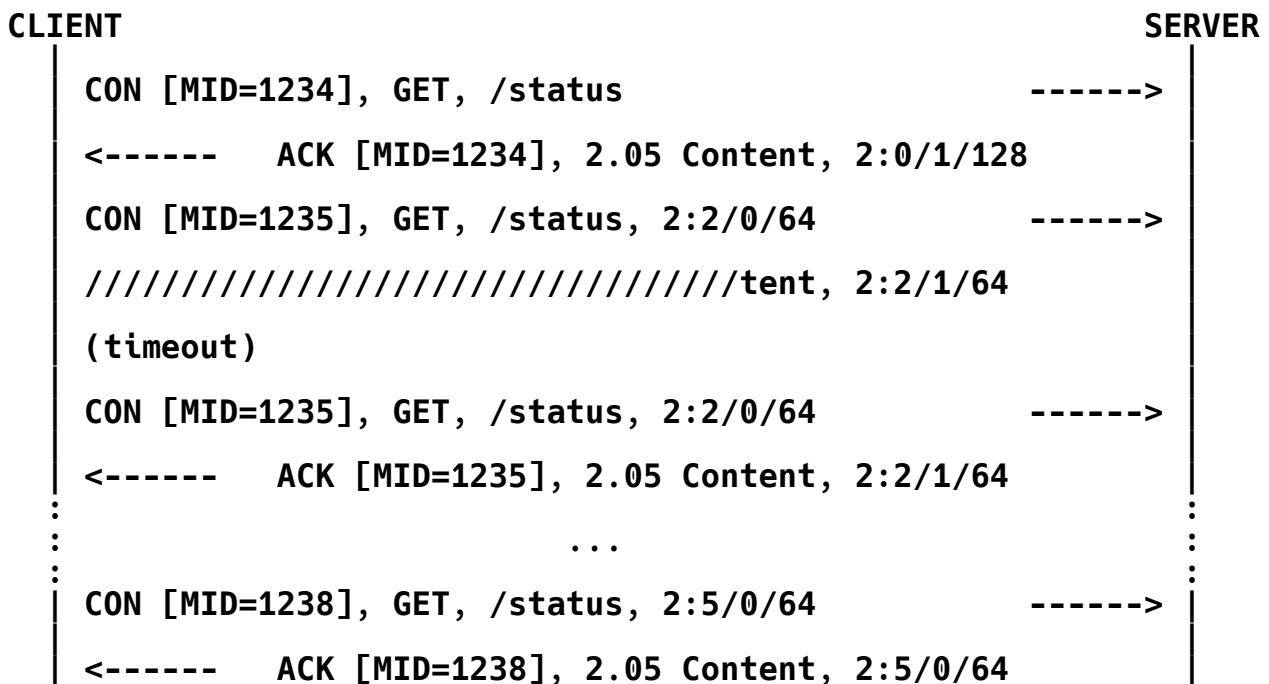 CLIENT SERVER
CON [MID=1234], GET, /status ------>
<------ ACK [MID=1234], 2.05 Content, 2:0/1/128
CON [MID=1235], GET, /status, 2:2/0/64 ------>
//////////////////////////////////tent, 2:2/1/64
(timeout)
CON [MID=1235], GET, /status, 2:2/0/64 ------>
<------ ACK [MID=1235], 2.05 Content, 2:2/1/64
...
CON [MID=1238], GET, /status, 2:5/0/64 ------>
<------ ACK [MID=1238], 2.05 Content, 2:5/0/64